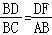 BD/BC = DF/AB